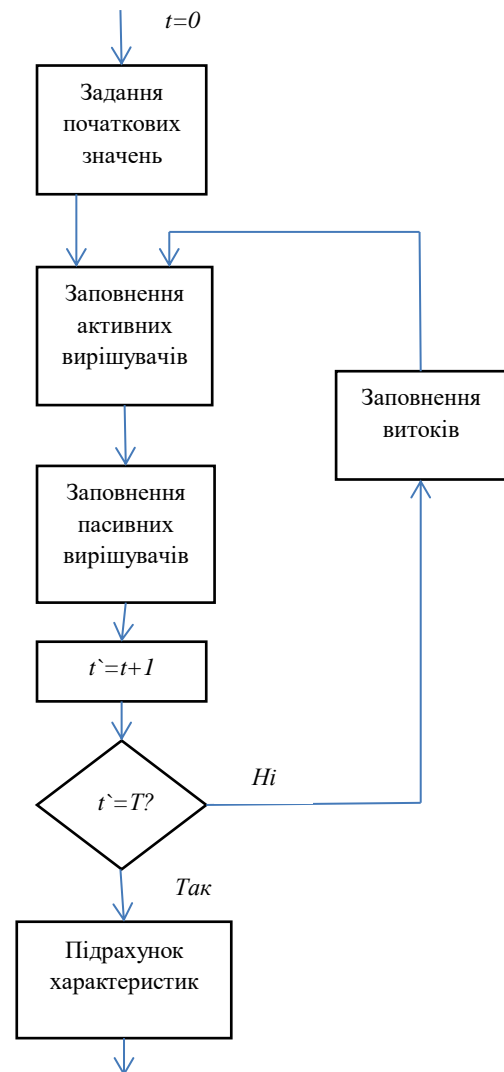 t=0
Задання
початкових
значень
Заповнення
активних
вирішувачів
Заповнення
витоків
Заповнення
пасивних
вирішувачів
t`=t+1
t`=T?
Ні
Так
Підрахунок
характеристик